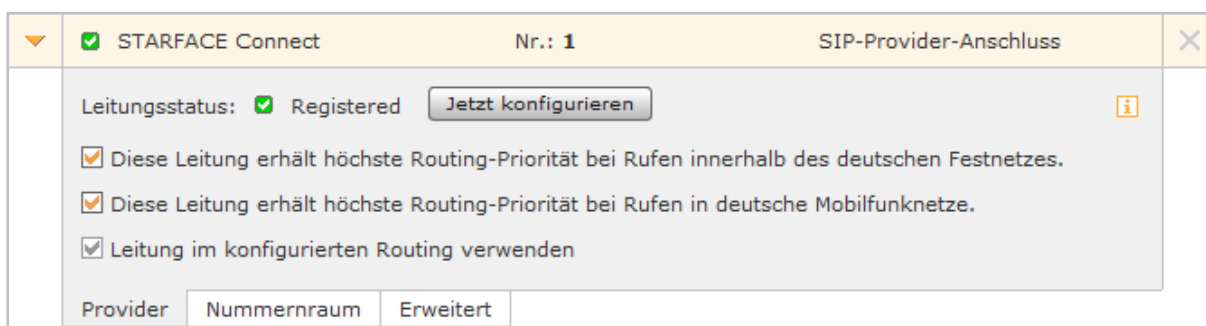 STARFACE Connect Nr.: 1 SIP-Provider-Anschluss
Leitungsstatus: Registered Jetzt konfigurieren
Diese Leitung erhält höchste Routing-Priorität bei Rufen innerhalb des deutschen Festnetzes.
Diese Leitung erhält höchste Routing-Priorität bei Rufen in deutsche Mobilfunknetze.
Leitung im konfigurierten Routing verwenden
Provider Nummernraum Erweitert